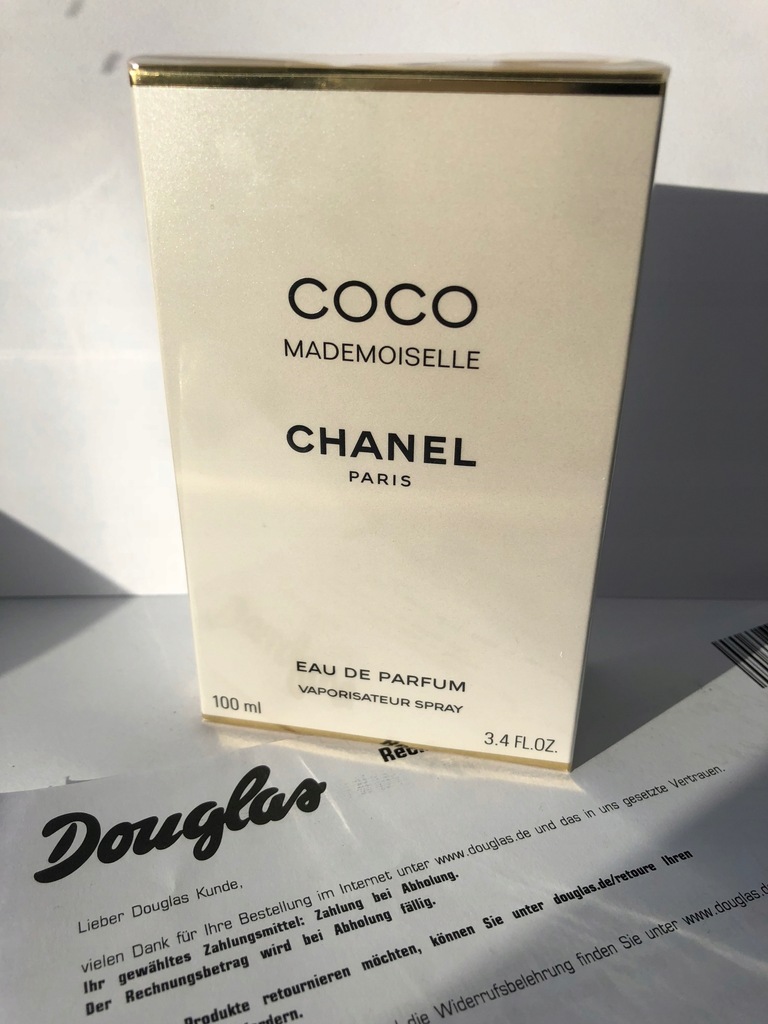 COCO
MADEMOISELLE
CHANEL
PARIS
EAU DE PARFUM
VAPORISATEUR SPRAY
100 ml
3.4 FL.OZ.
Douglas
Lieber Douglas Kunde,
vielen Dank für Ihre Bestellung im Internet unter www.douglas.de und das in uns gesetzte Vertrauen.
Ihr gewähltes Zahlungsmittel: Zahlung bei Abholung.
Der Rechnungsbetrag wird bei Abholung fällig.
Produkte retournieren möchten, können Sie unter douglas.de/retoure Ihren
die Widerrufsbelehrung finden Sie unter www.douglas.d